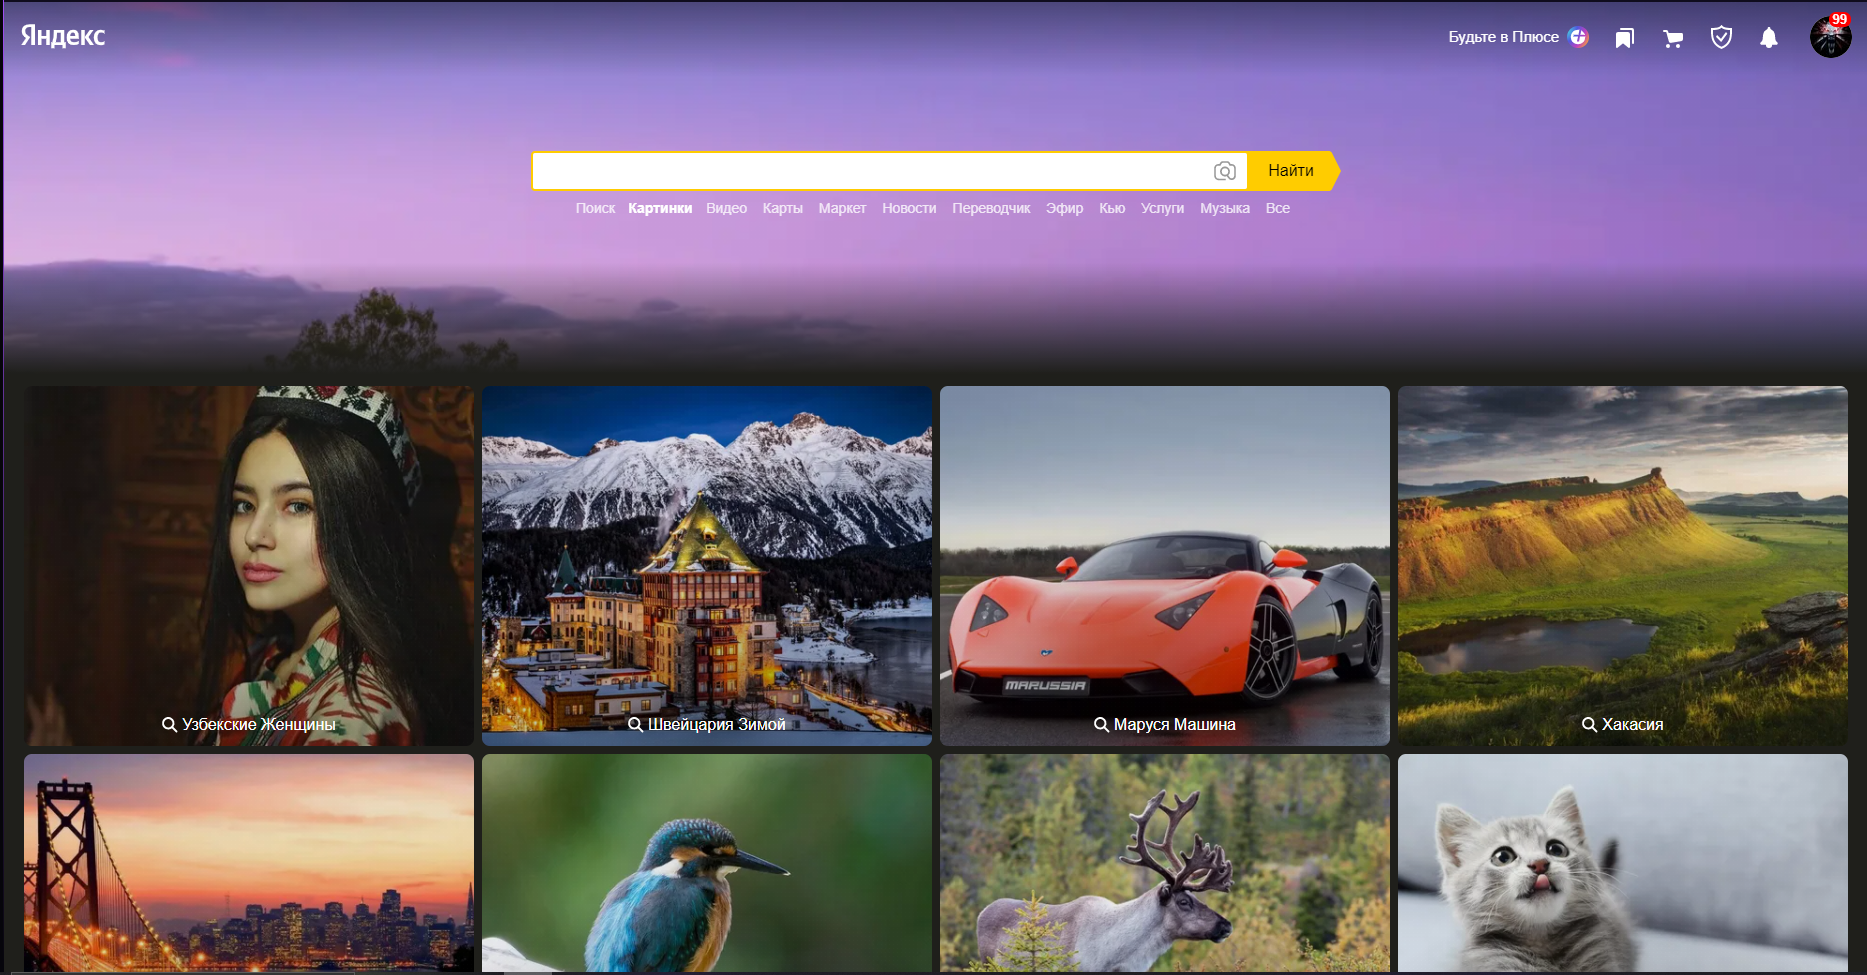 Яндекс
Будьте в Плюсе
99
Найти
Поиск Картинки Видео Карты Маркет Новости Переводчик Эфир Кью Услуги Музыка Все
Узбекские Женщины
Швейцария Зимой
MARUSSIA
Маруся Машина
Хакасия